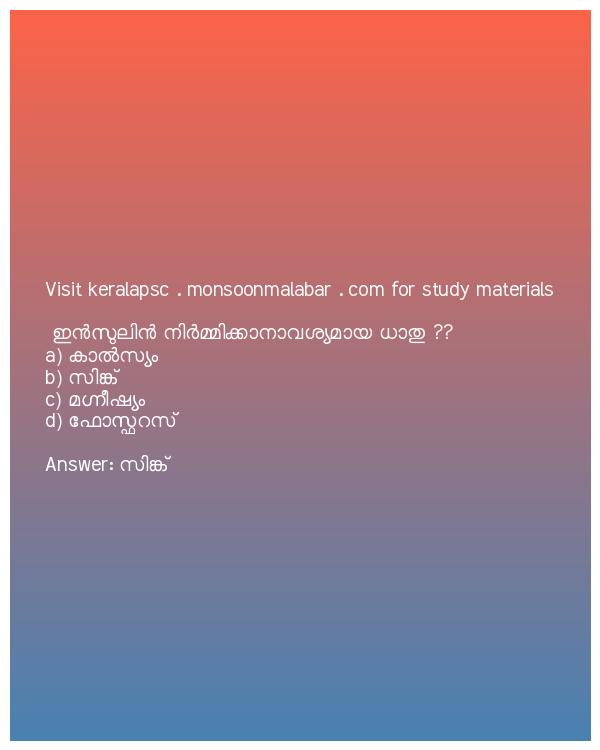 Visit keralapsc . monsoonmalabar . com for study materials
ഇൻസുലിൻ നിർമ്മിക്കാനാവശ്യമായ ധാതു ??
a) കാൽസ്യം
b) സിങ്ക്
c) മഗ്നീഷ്യം
d) ഫോസ്ഫറസ്
Answer: സിങ്ക്